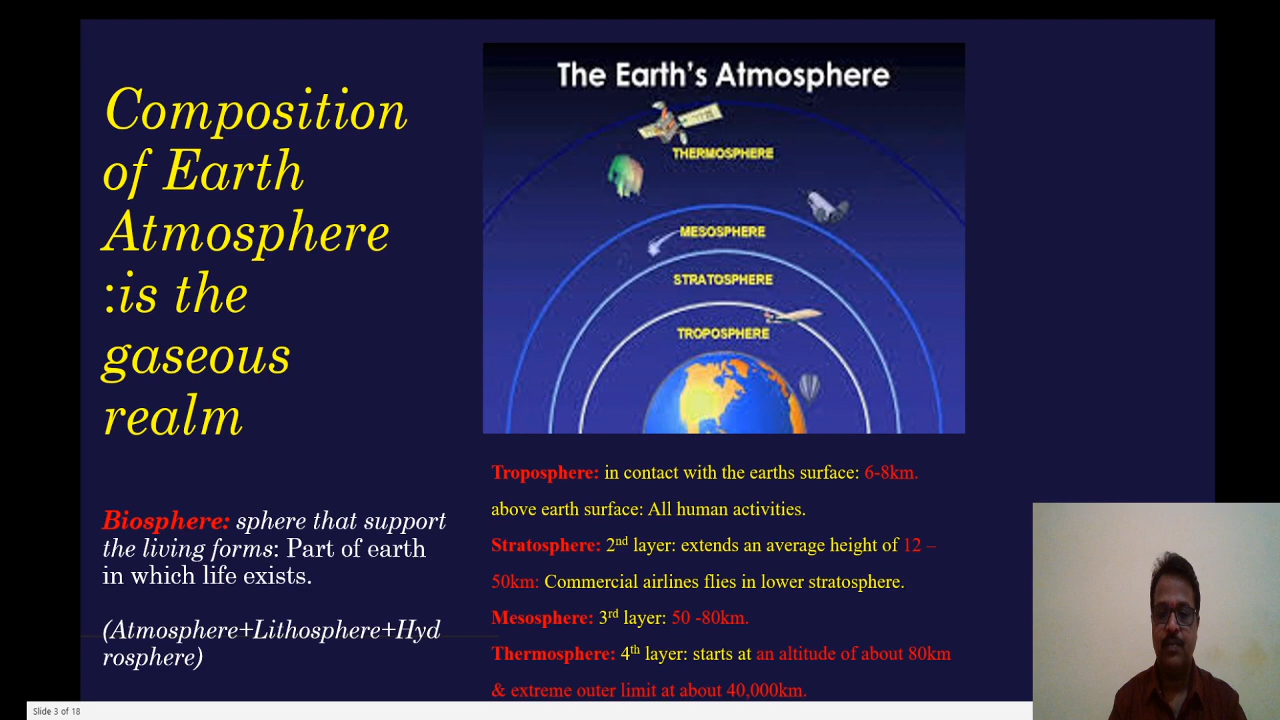 Composition
of Earth
Atmosphere
:is the
gaseous
realm
Biosphere: sphere that support
the living forms: Part of earth
in which life exists.
(Atmosphere+Lithosphere+Hyd
rosphere)
The Earth's Atmosphere
THERMOSPHERE
MESOSPHERE
STRATOSPHERE
TROPOSPHERE
Troposphere: in contact with the earths surface: 6-8km.
above earth surface: All human activities.
Stratosphere: 2nd layer: extends an average height of 12 –
50km: Commercial airlines flies in lower stratosphere.
Mesosphere: 3rd layer: 50 -80km.
Thermosphere: 4th layer: starts at an altitude of about 80km
& extreme outer limit at about 40,000km.
Slide 3 of 18